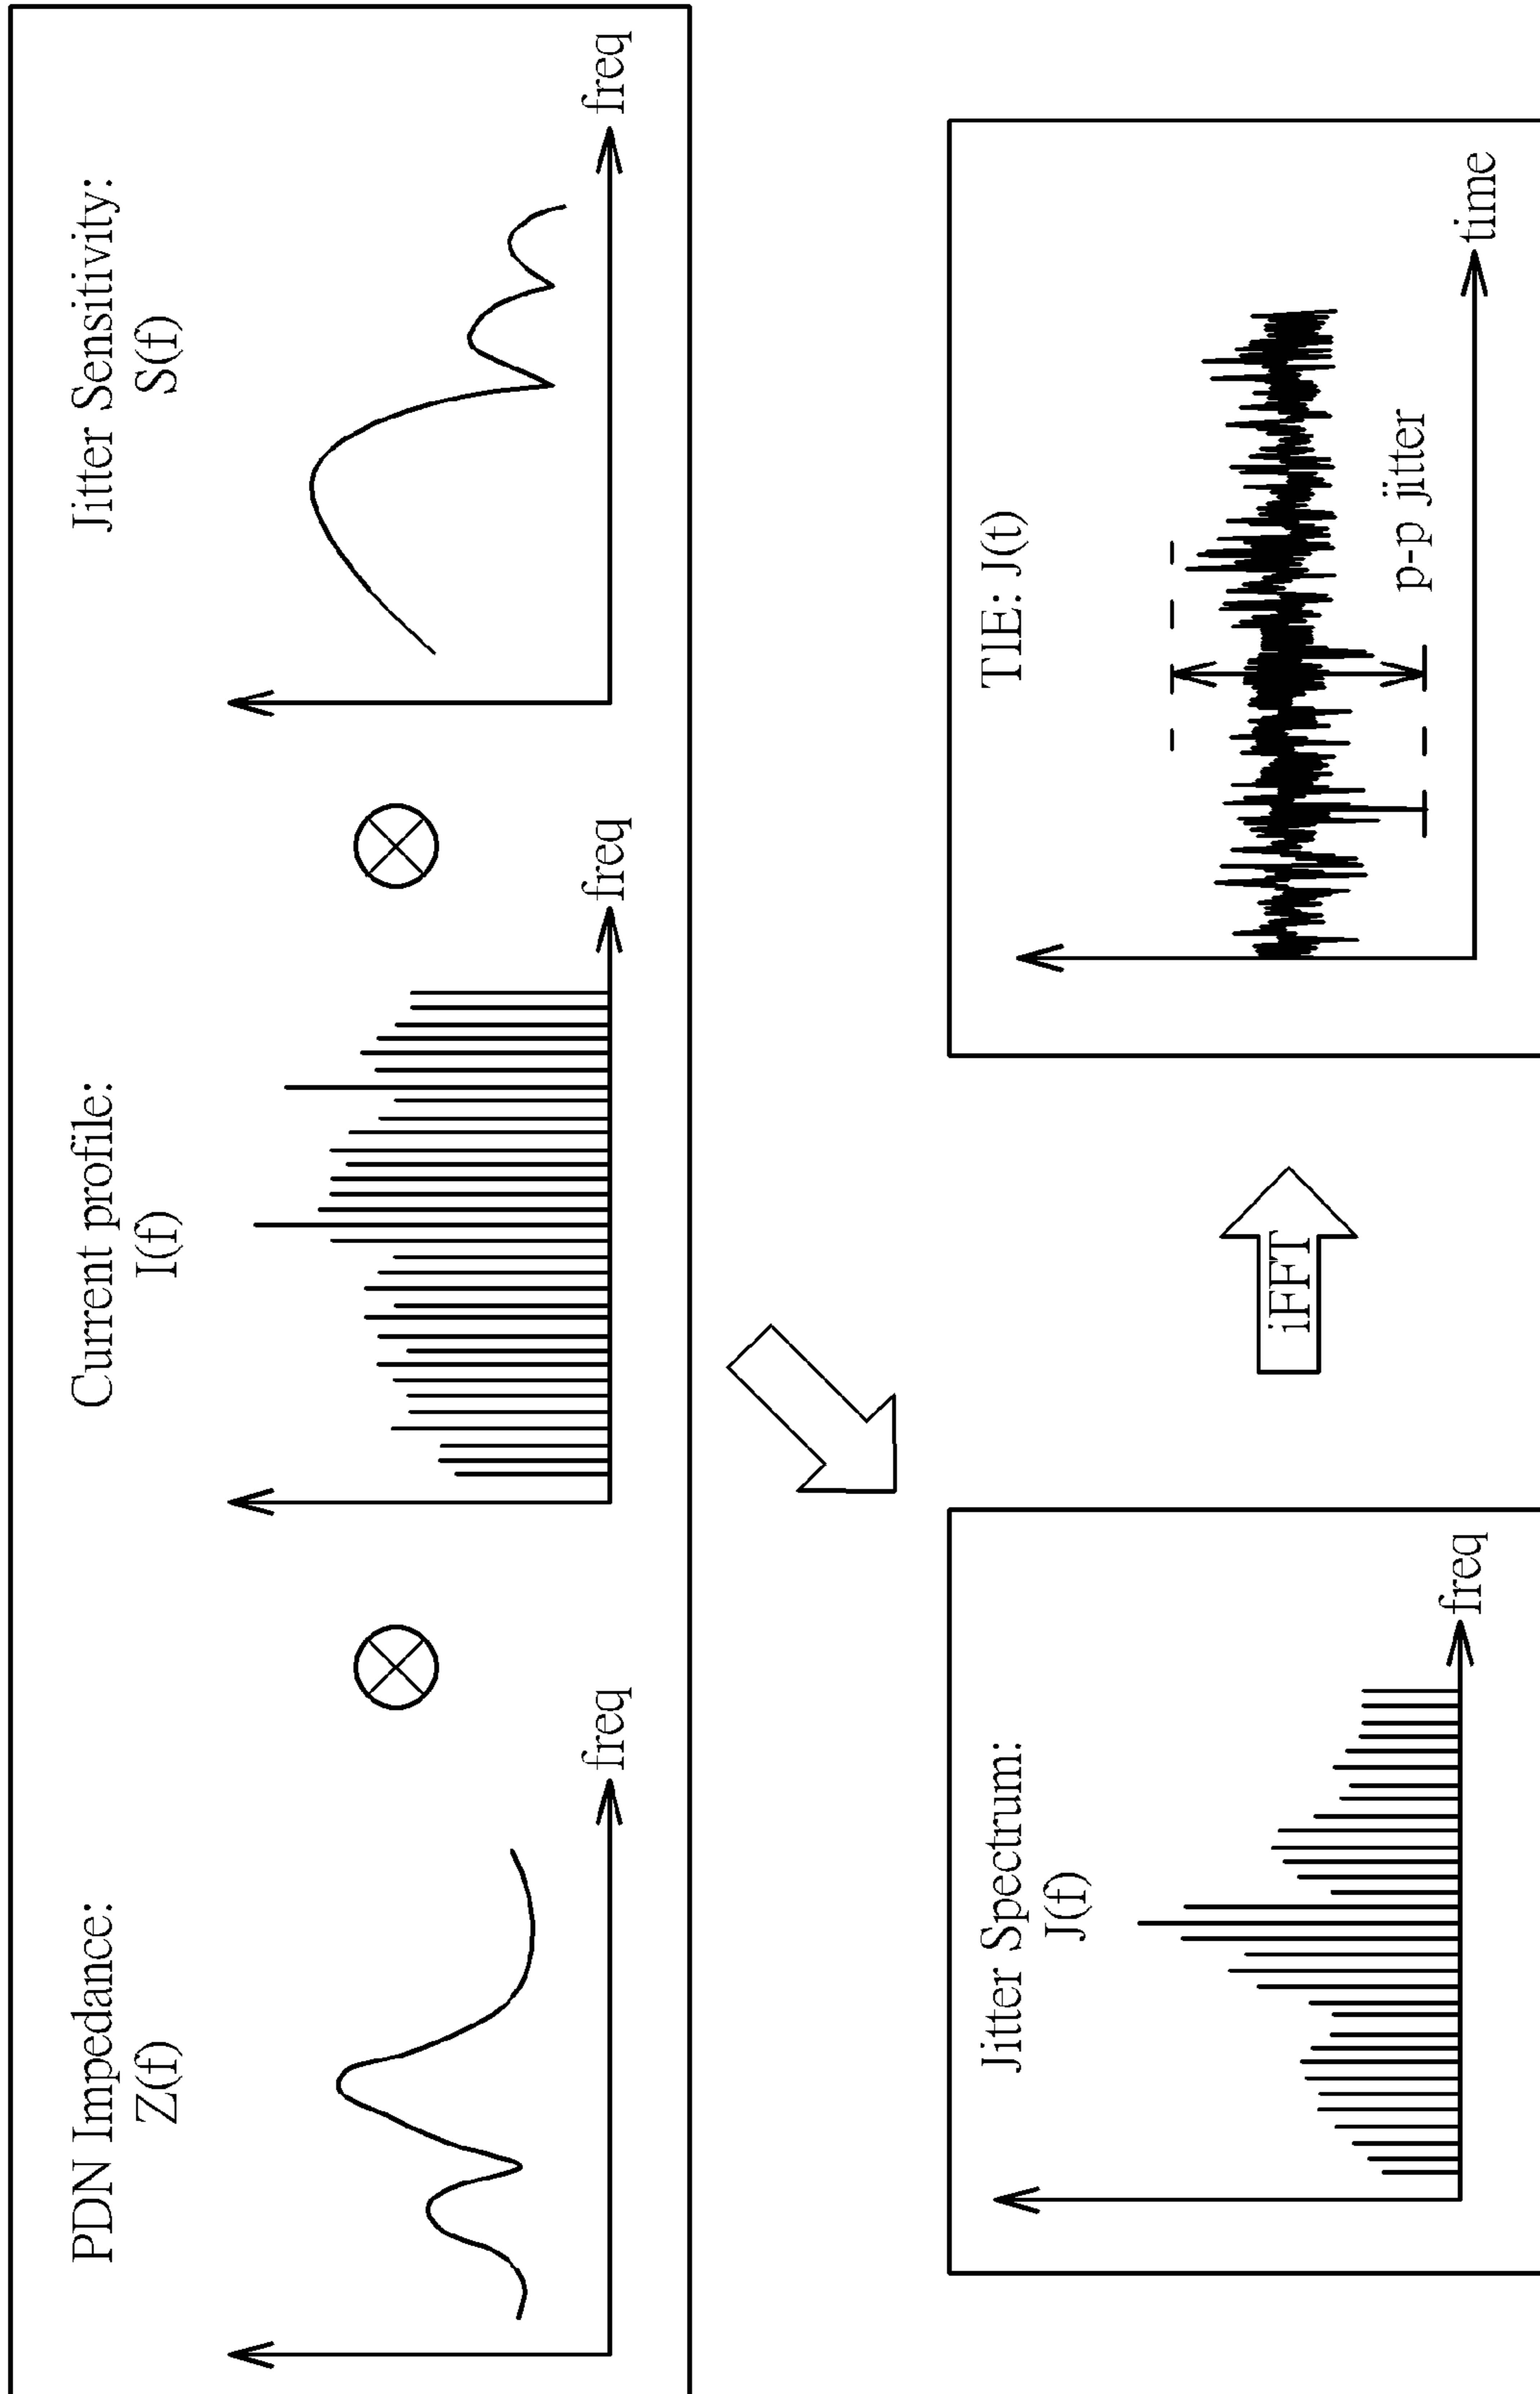 PDN Impedance:
Z(f)
freq
Current profile:
I(f)
freq
Jitter Sensitivity:
S(f)
freq
Jitter Spectrum:
J(f)
freq
iFFT
TIE: J(t)
p-p jitter
time